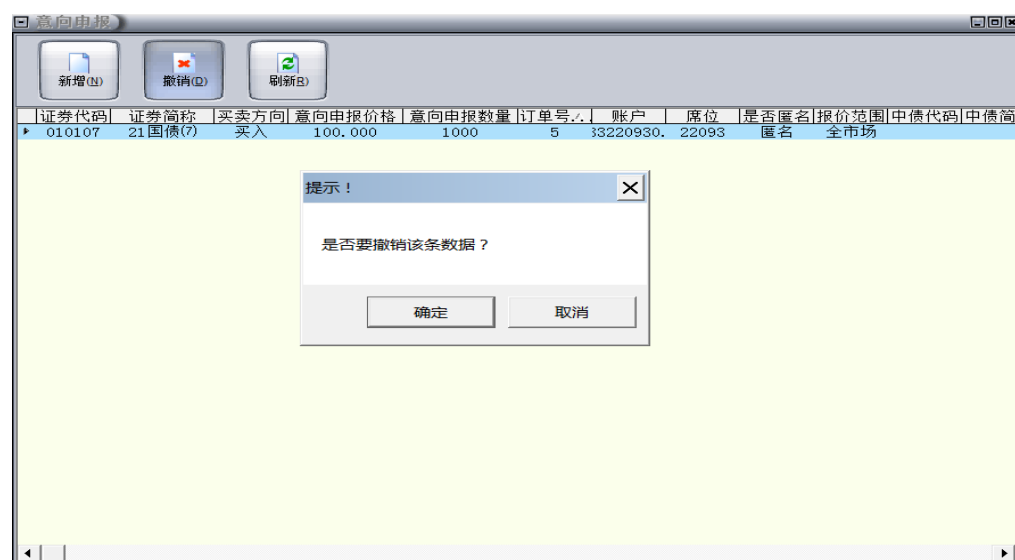 意向申报
新增(N) 撤销(D) 刷新(R)
证券代码 证券简称 买卖方向 意向申报价格 意向申报数量 订单号 账户 席位 是否匿名 报价范围 中债代码 中债简
010107 21国债(7) 买入 100.000 1000 5 33220930. 22093 匿名 全市场
提示！
是否要撤销该条数据？
确定 取消